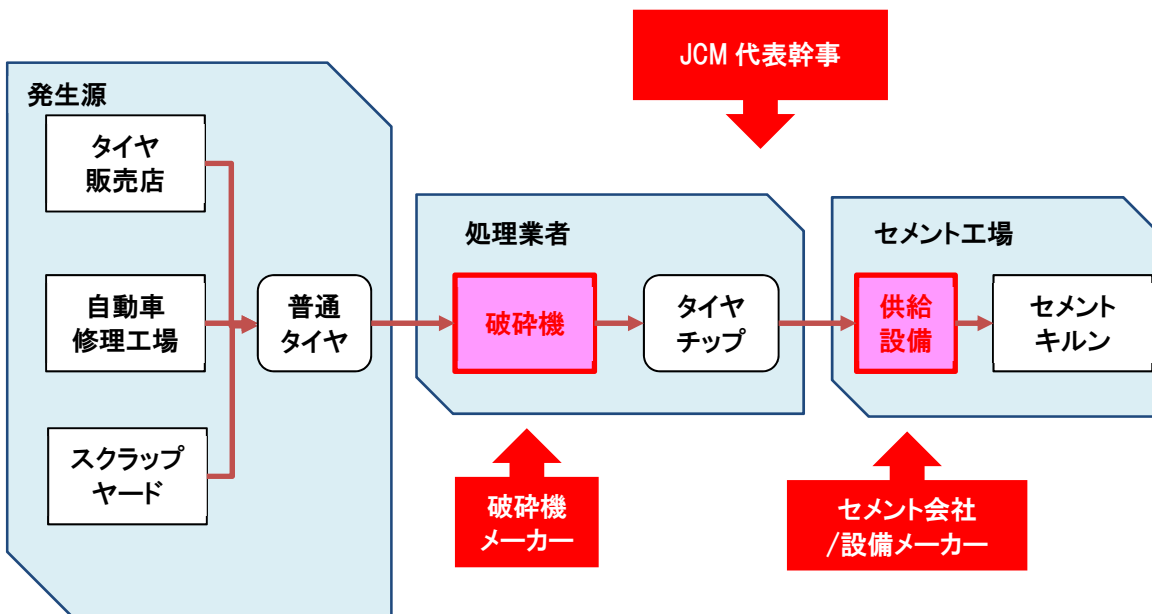 JCM 代表幹事
発生源
タイヤ
販売店
自動車
修理工場
スクラップ
ヤード
普通
タイヤ
処理業者
破砕機
タイヤ
チップ
セメント工場
供給
設備
セメント
キルン
破砕機
メーカー
セメント会社
/設備メーカー